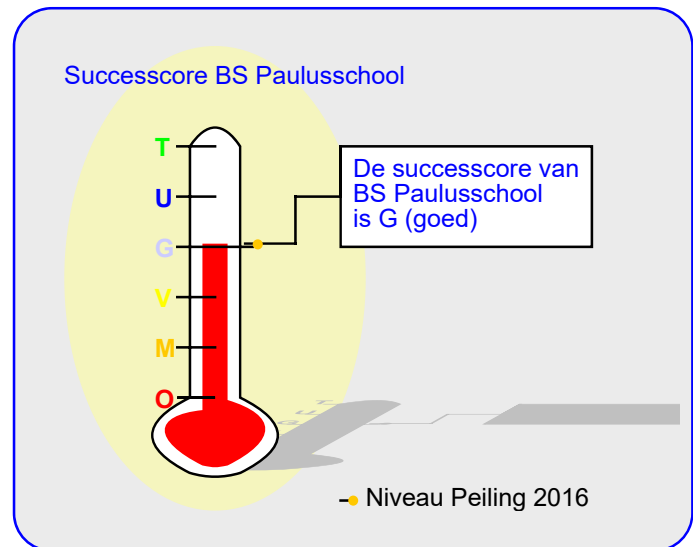 Successcore BS Paulusschool
T
U
G
V
M
O
De successcore van
BS Paulusschool
is G (goed)
T
U
G
Niveau Peiling 2016